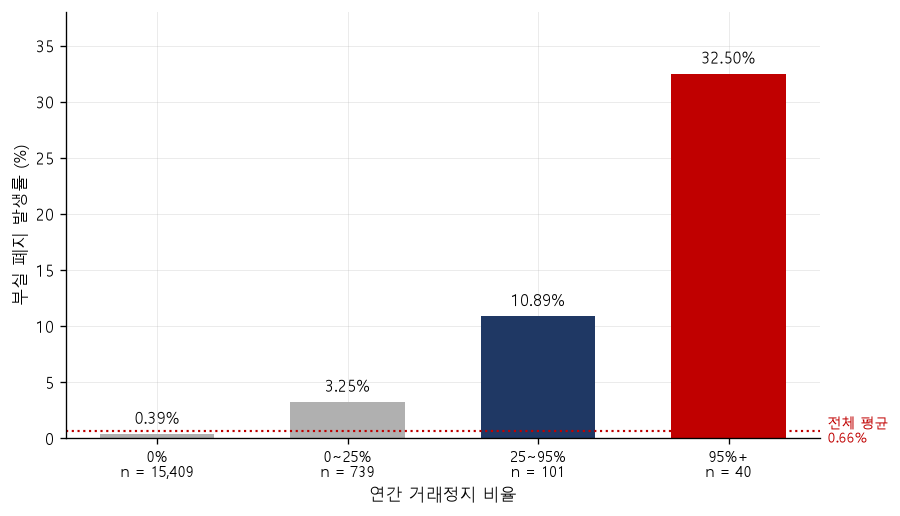 부실 폐지 발생률 (%)
35
30
25
20
15
10
5
0
0.39%
3.25%
10.89%
32.50%
전체 평균
0.66%
0%
n = 15,409
0~25%
n = 739
25~95%
n = 101
95%+
n = 40
연간 거래정지 비율